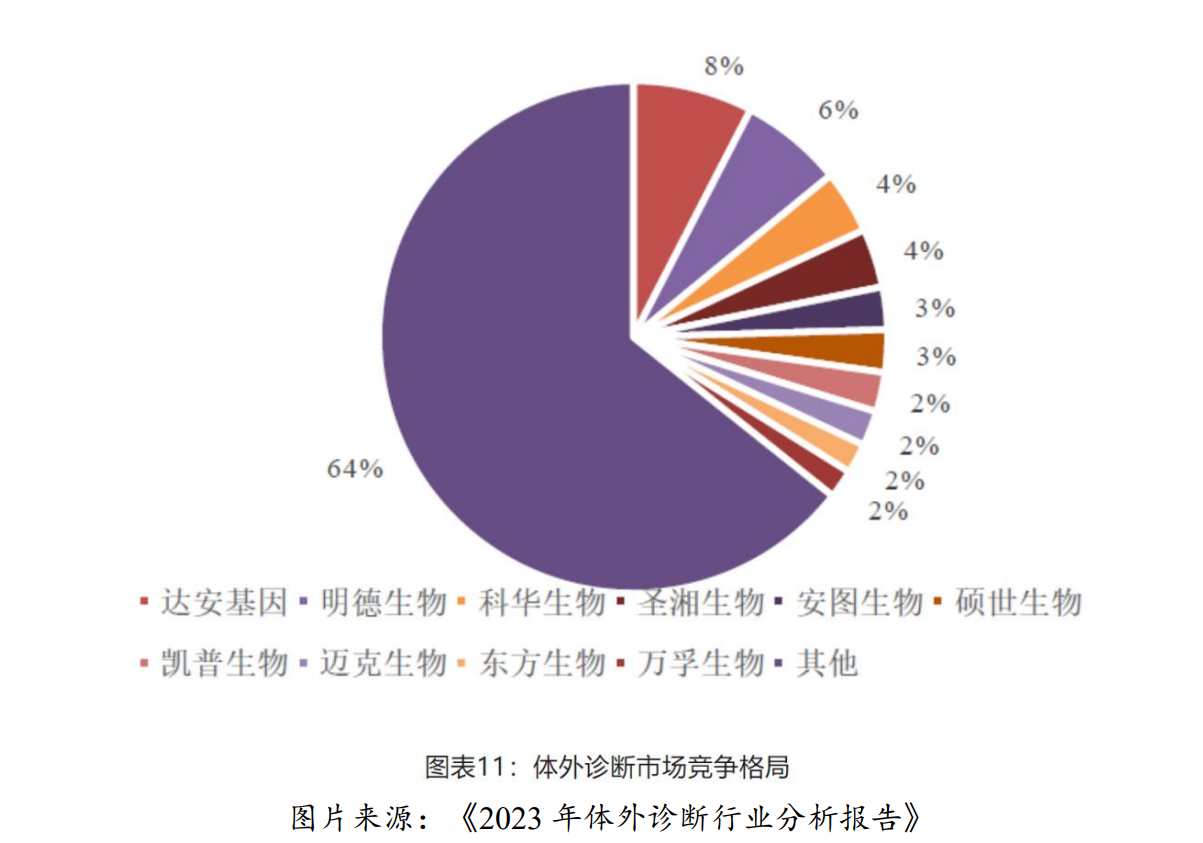 8%
6%
4%
4%
3%
3%
2%
2%
2%
2%
64%
达安基因 明德生物 科华生物 圣湘生物 安图生物 硕世生物
凯普生物 迈克生物 东方生物 万孚生物 其他
图表11：体外诊断市场竞争格局
图片来源：《2023 年体外诊断行业分析报告》